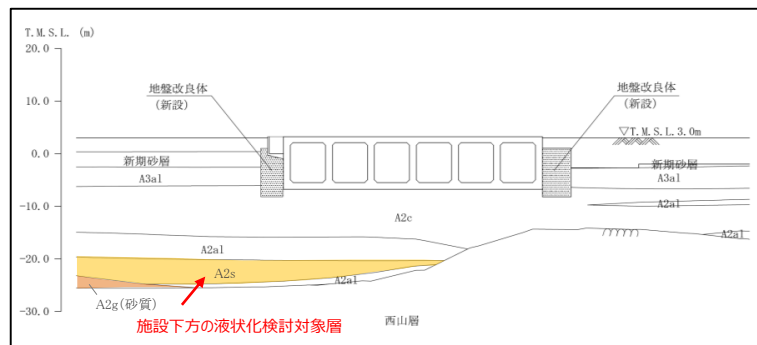 T.M.S.L. (m)
20.0
10.0
0.0
-10.0
-20.0
-30.0
地盤改良体
(新設)
地盤改良体
(新設)
▽T.M.S.L.3.0m
新期砂層
A3al
新期砂層
A3al
A2al
A2c
A2al
A2al
A2s
A2al
A2g(砂質)
施設下方の液状化検討対象層
西山層